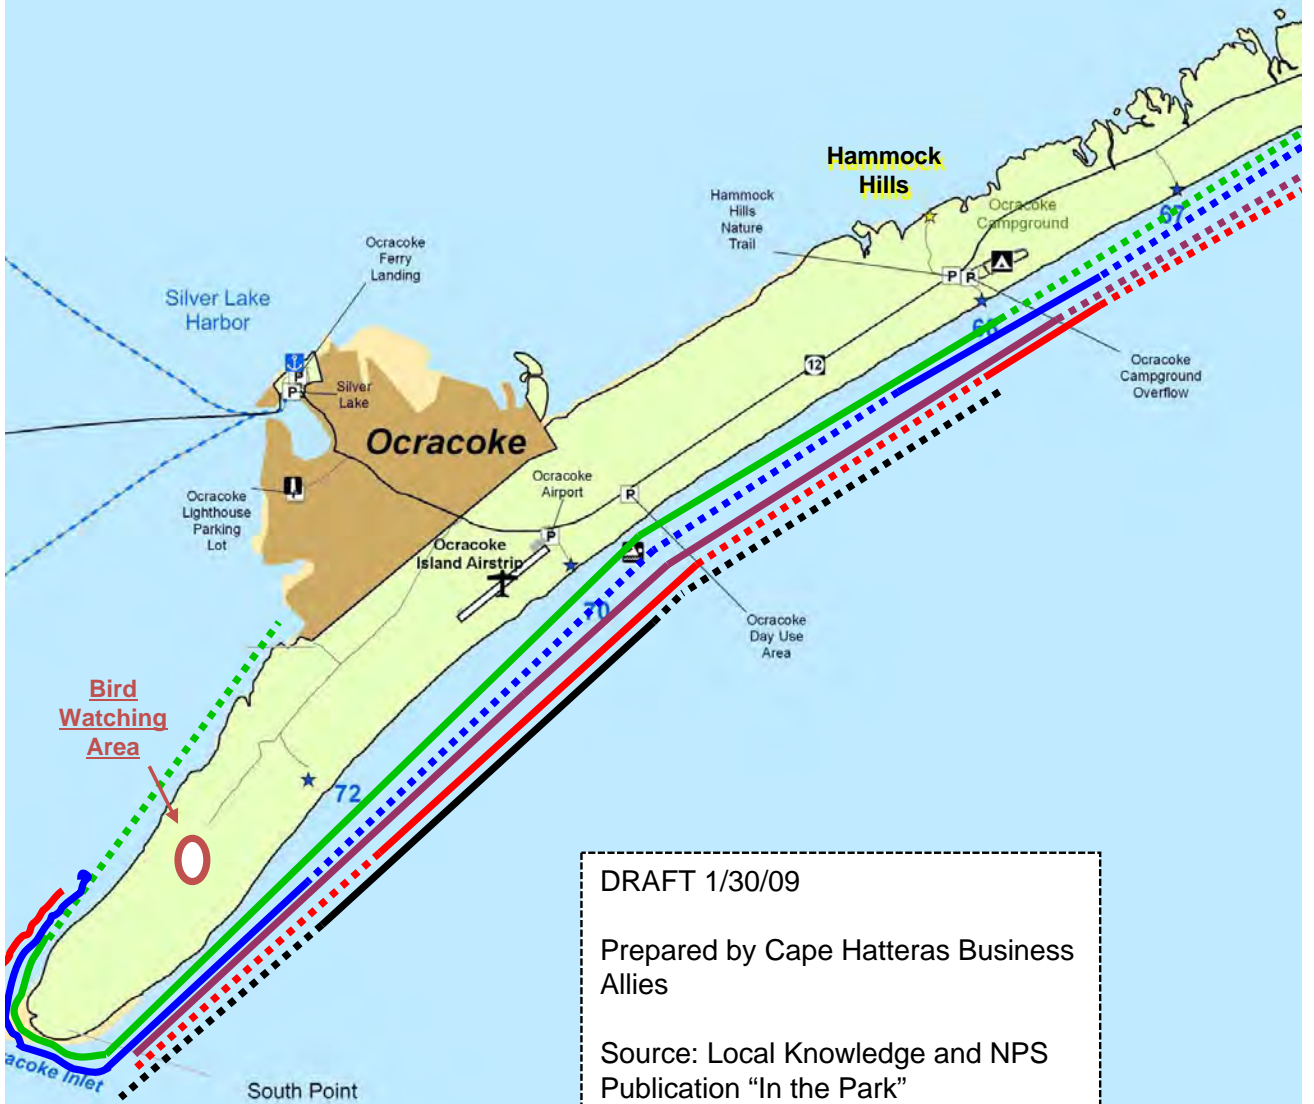 Hammock
Hills
Hammock
Hills
Nature
Trail
Ocracoke
Campground
67
Ocracoke
Ferry
Landing
Silver Lake
Harbor
P
P
68
12
P
P
Ocracoke
Campground
Overflow
P
P
Silver
Lake
Ocracoke
Ocracoke
Lighthouse
Parking
Lot
Ocracoke
Airport
P
P
Ocracoke
Island Airstrip
70
Ocracoke
Day Use
Area
Bird
Watching
Area
72
DRAFT 1/30/09
Prepared by Cape Hatteras Business
Allies
Source: Local Knowledge and NPS
Publication “In the Park”
acoke Inlet
South Point